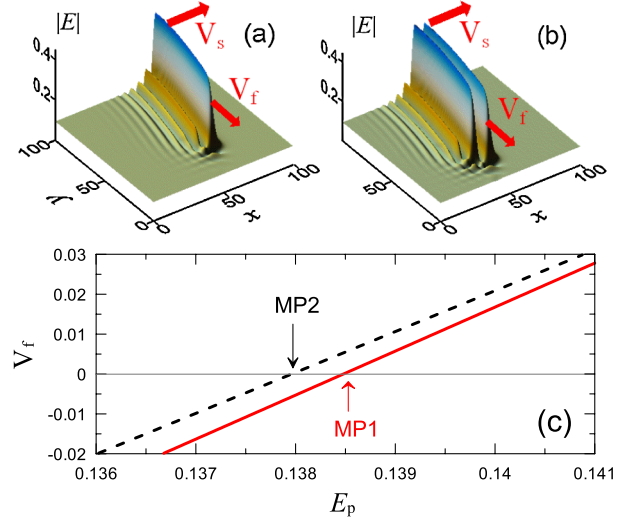 |E|
(a)
V_s
0.4
0.2
V_f
100
50
0
y
0
50
100
x
|E|
(b)
V_s
0.4
0.2
V_f
100
50
0
y
0
50
100
x
0.03
0.02
0.01
0
-0.01
-0.02
V_f
MP2
MP1
(c)
0.136
0.137
0.138
0.139
0.14
0.141
E_p